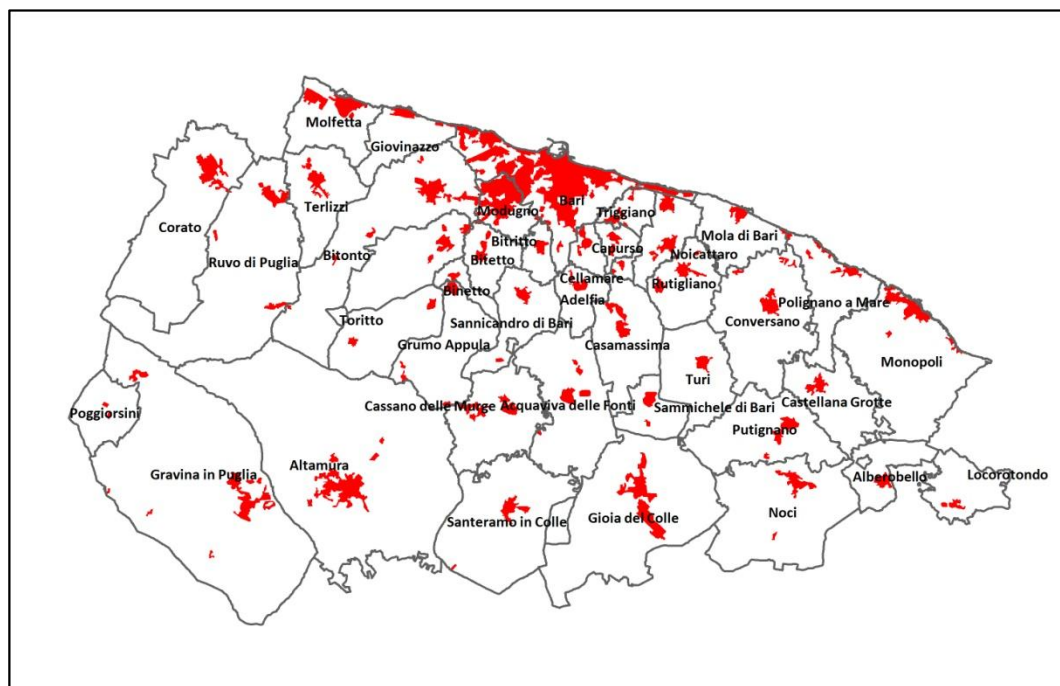 Molfetta
Giovinazzo
Corato
Terlizzi
Ruvo di Puglia
Bitonto
Modugno
Bari
Triggiano
Bitritto
Bitetto
Capurso
Mola di Bari
Noicattaro
Cellamare
Rutigliano
Binetto
Adelfia
Polignano a Mare
Toritto
Sannicandro di Bari
Conversano
Grumo Appula
Casamassima
Monopoli
Turi
Castellana Grotte
Poggiorsini
Cassano delle Murge
Acquaviva delle Fonti
Sammichele di Bari
Putignano
Gravina in Puglia
Altamura
Alberobello
Locorotondo
Santeramo in Colle
Gioia del Colle
Noci